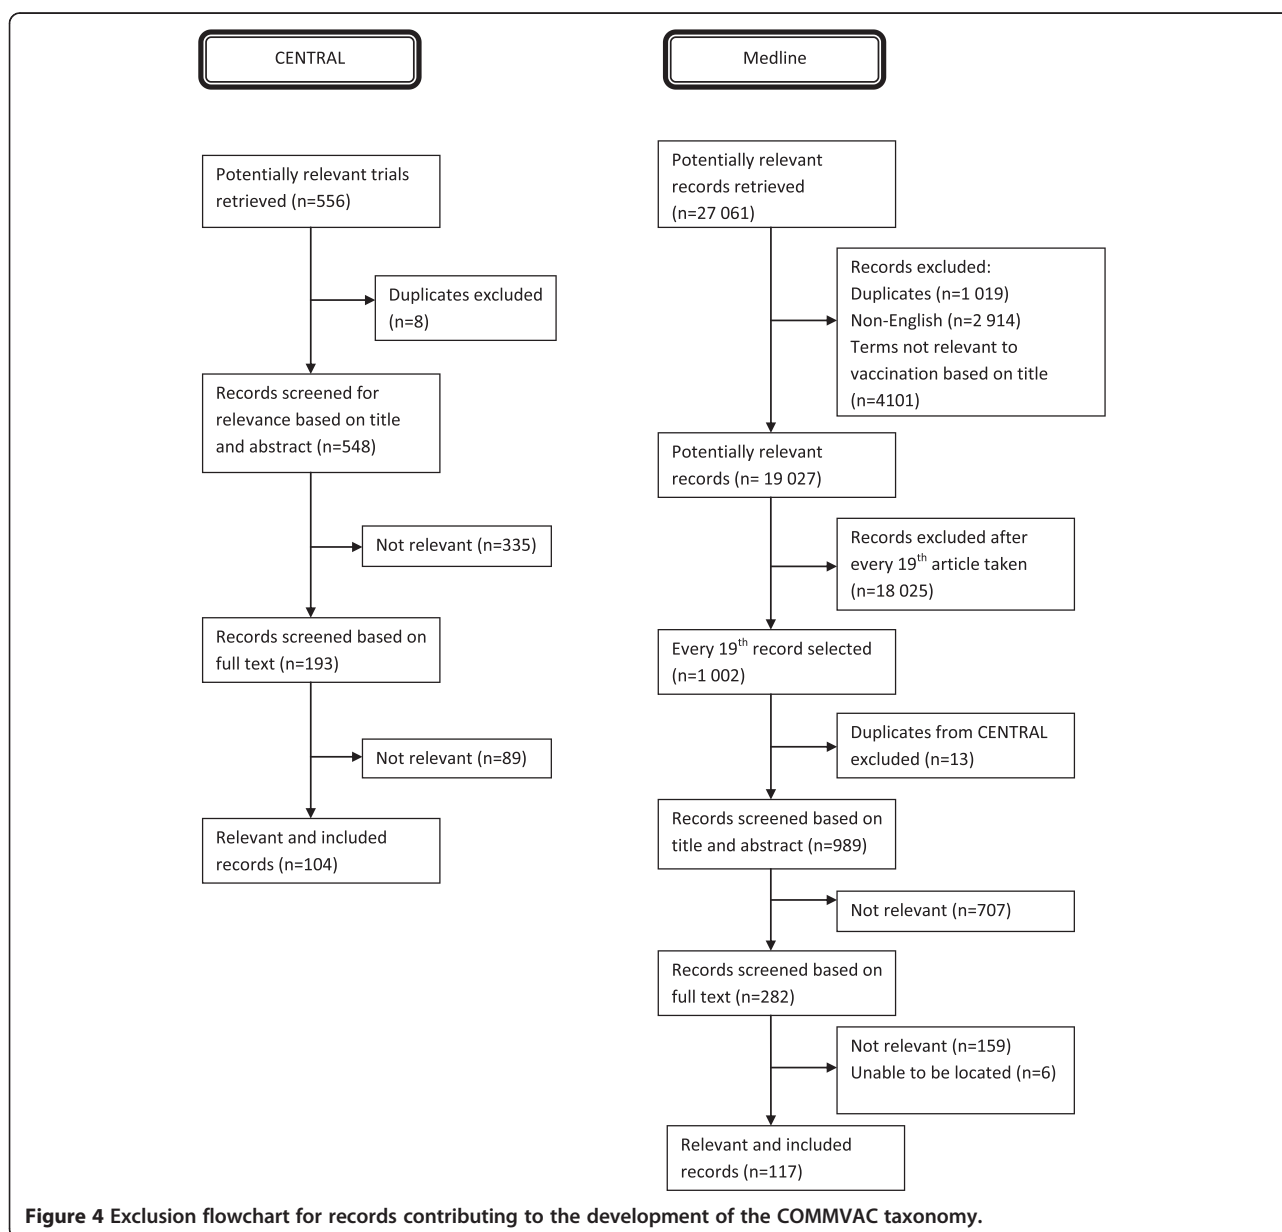 CENTRAL
Potentially relevant trials
retrieved (n=556)
Duplicates excluded
(n=8)
Records screened for
relevance based on title
and abstract (n=548)
Not relevant (n=335)
Records screened based on
full text (n=193)
Not relevant (n=89)
Relevant and included
records (n=104)
Medline
Potentially relevant
records retrieved
(n=27 061)
Records excluded:
Duplicates (n=1 019)
Non-English (n=2 914)
Terms not relevant to
vaccination based on title
(n=4101)
Potentially relevant
records (n= 19 027)
Records excluded after
every 19th article taken
(n=18 025)
Every 19th record selected
(n=1 002)
Duplicates from CENTRAL
excluded (n=13)
Records screened based on
title and abstract (n=989)
Not relevant (n=707)
Records screened based on
full text (n=282)
Not relevant (n=159)
Unable to be located (n=6)
Relevant and included
records (n=117)
Figure 4 Exclusion flowchart for records contributing to the development of the COMMVAC taxonomy.